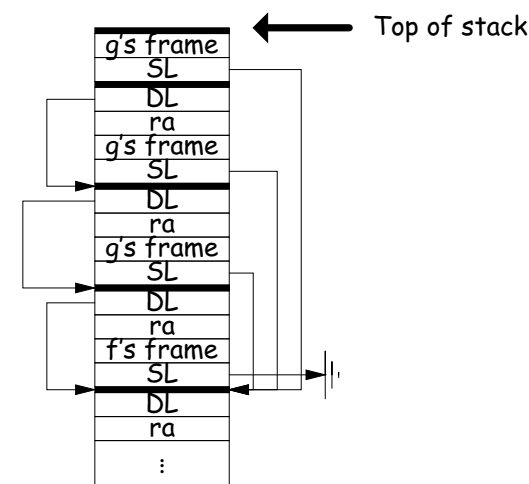 Top of stack
g's frame
SL
DL
ra
g's frame
SL
DL
ra
g's frame
SL
DL
ra
f's frame
SL
DL
ra
⋮